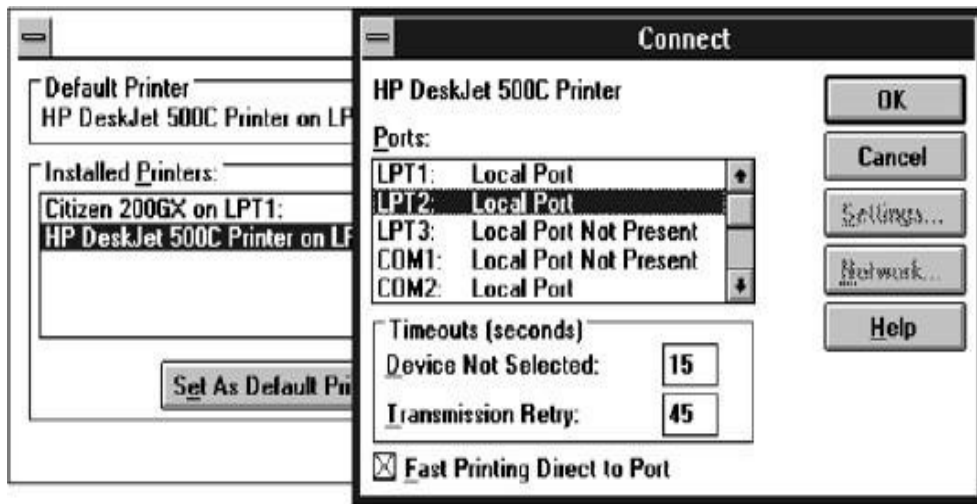 Default Printer
HP DeskJet 500C Printer on LP
Installed Printers:
Citizen 200GX on LPT1:
HP DeskJet 500C Printer on LP
Set As Default Pri
Connect
HP DeskJet 500C Printer
Ports:
LPT1: Local Port
LPT2: Local Port
LPT3: Local Port Not Present
COM1: Local Port Not Present
COM2: Local Port
Timeouts (seconds)
Device Not Selected: 15
Transmission Retry: 45
Fast Printing Direct to Port
OK
Cancel
Settings...
Network...
Help